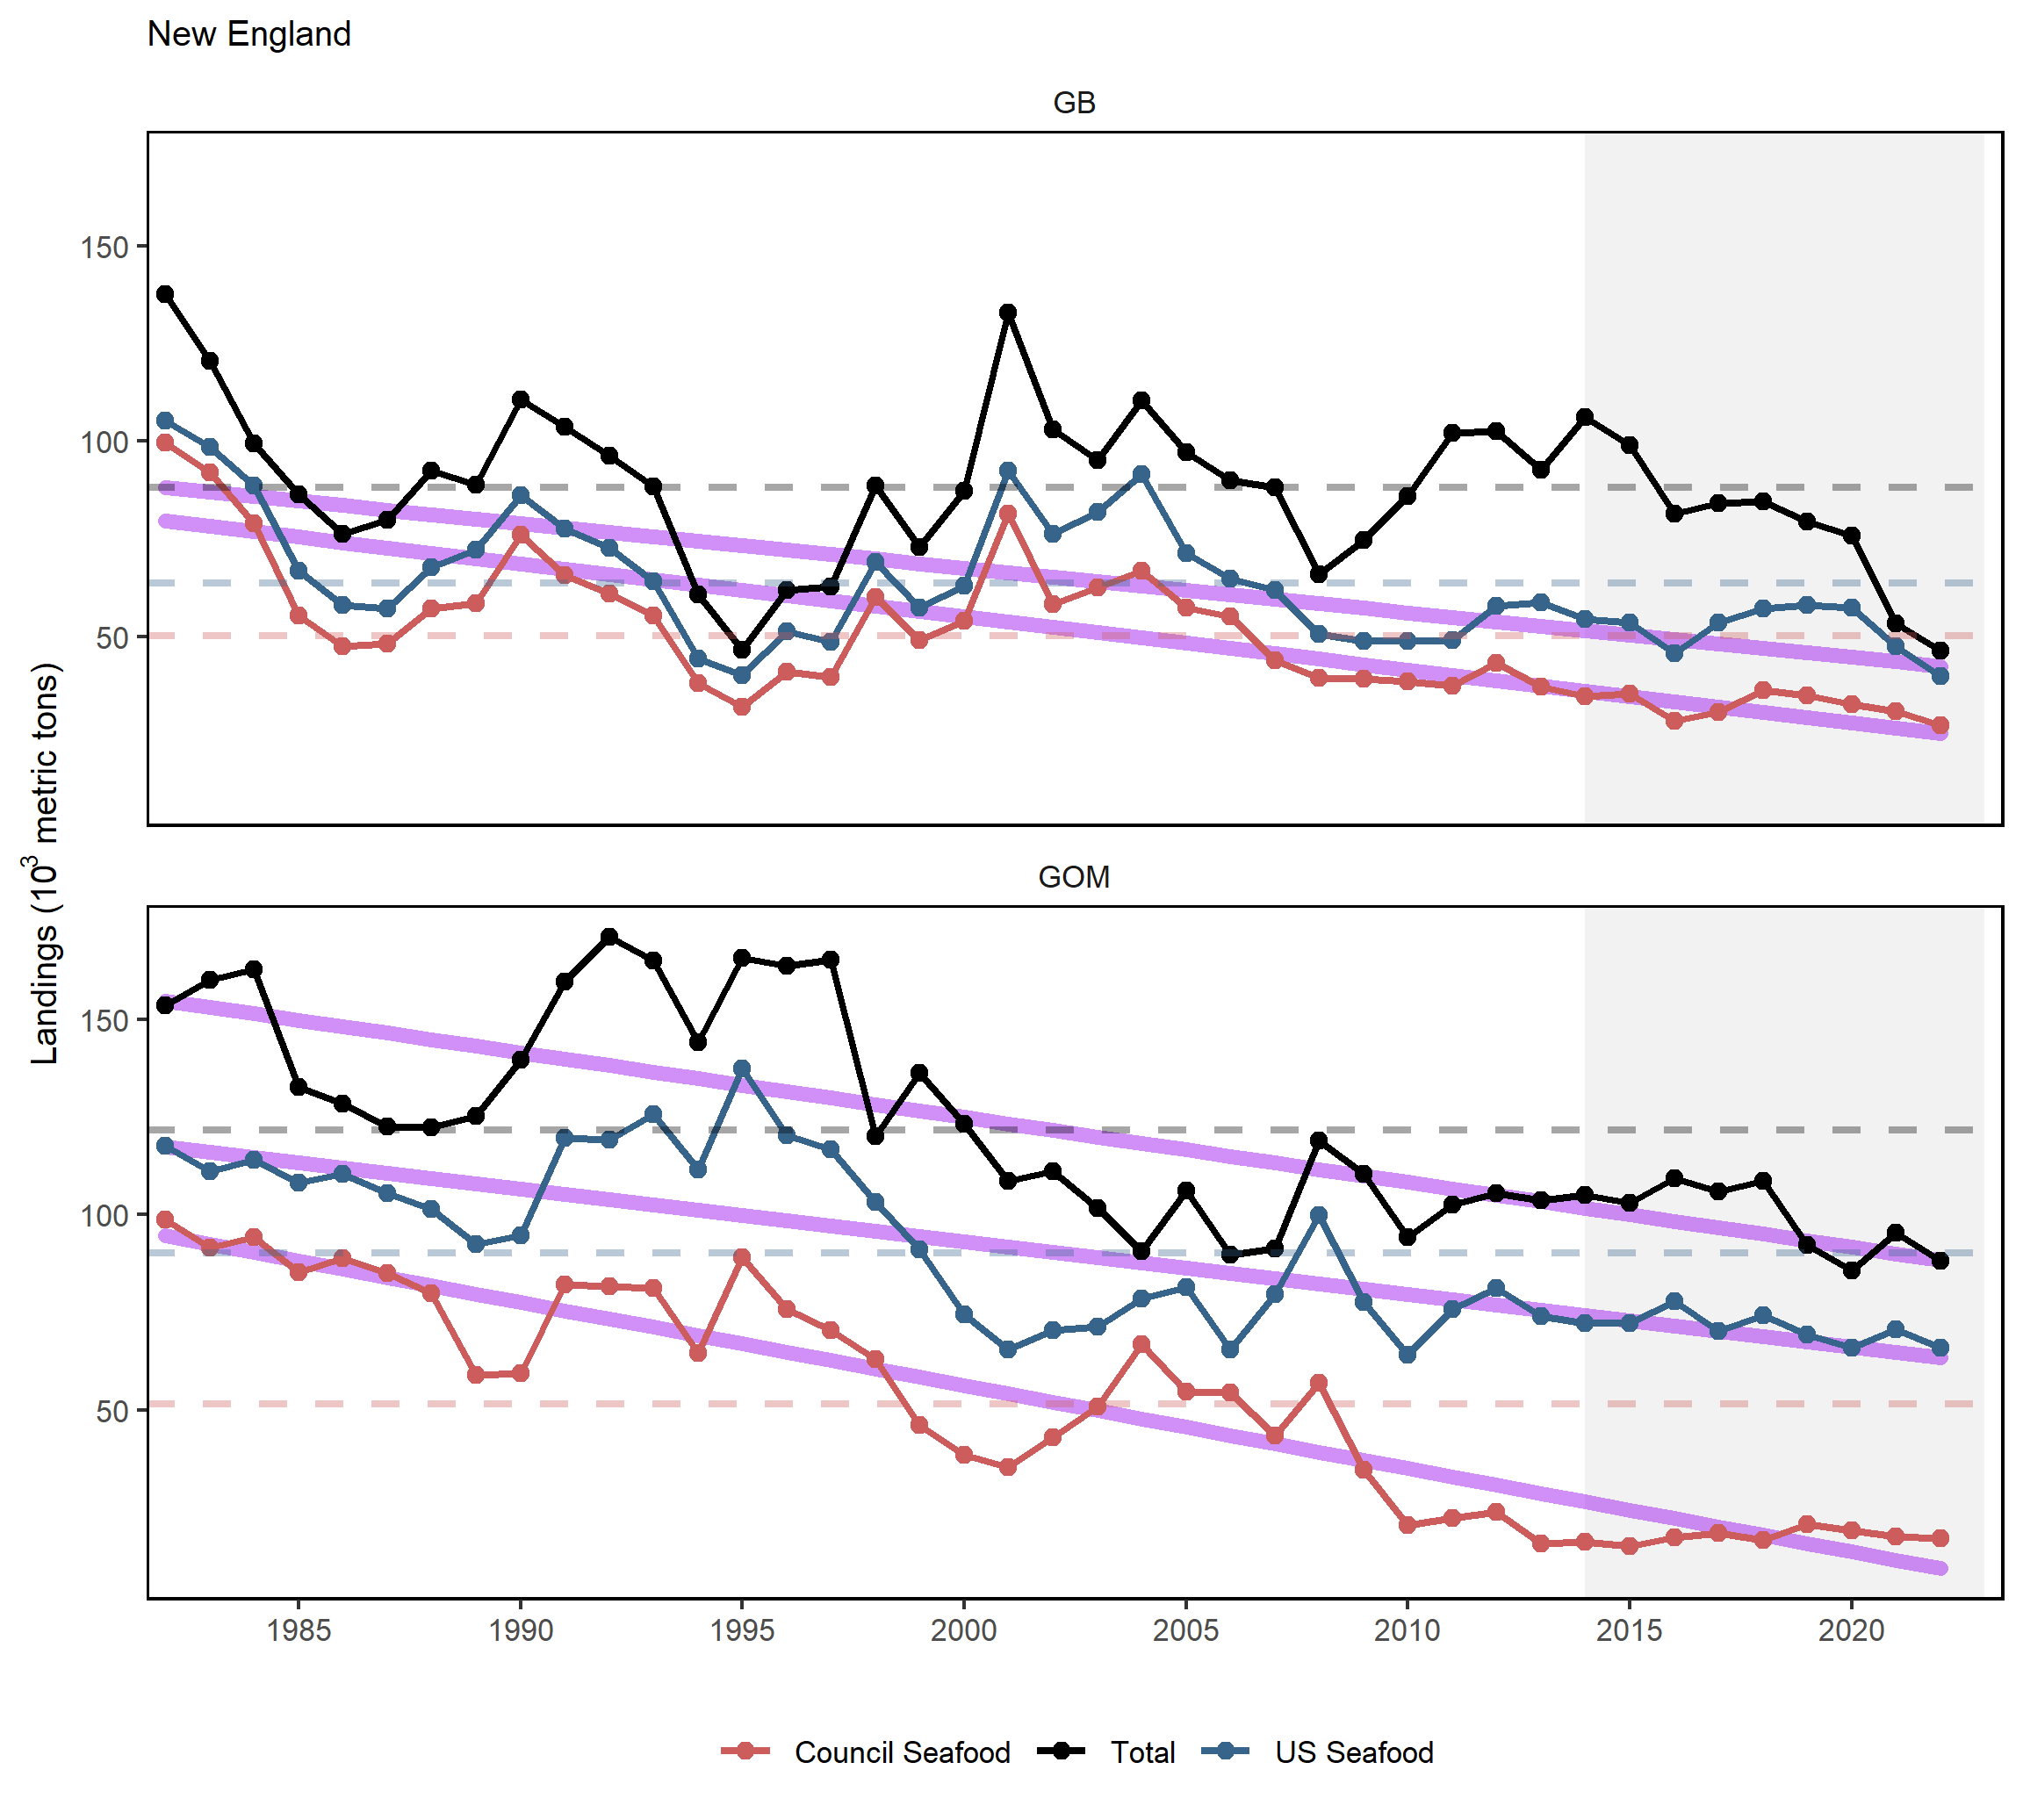 New England
GB
150
100
50
Landings (10³ metric tons)
GOM
150
100
50
1985 1990 1995 2000 2005 2010 2015 2020
Council Seafood Total US Seafood